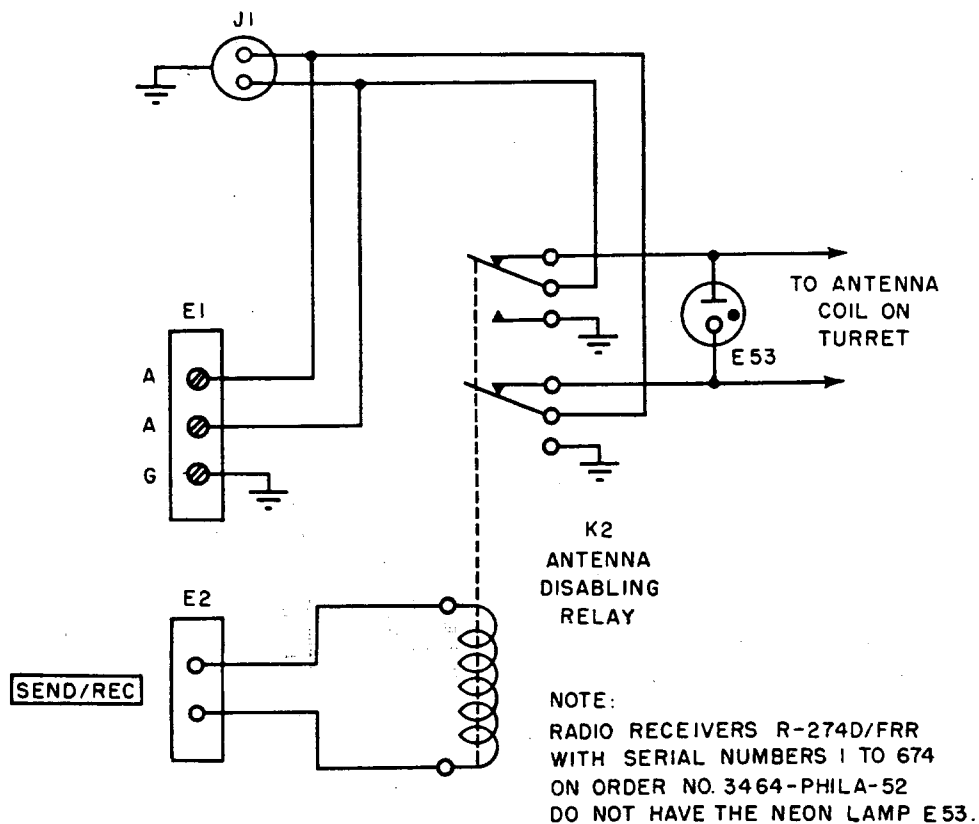 J1
TO ANTENNA
COIL ON
TURRET
E53
E1
A
A
G
K2
ANTENNA
DISABLING
RELAY
E2
SEND/REC
NOTE:
RADIO RECEIVERS R-274D/FRR
WITH SERIAL NUMBERS 1 TO 674
ON ORDER NO. 3464-PHILA-52
DO NOT HAVE THE NEON LAMP E53.